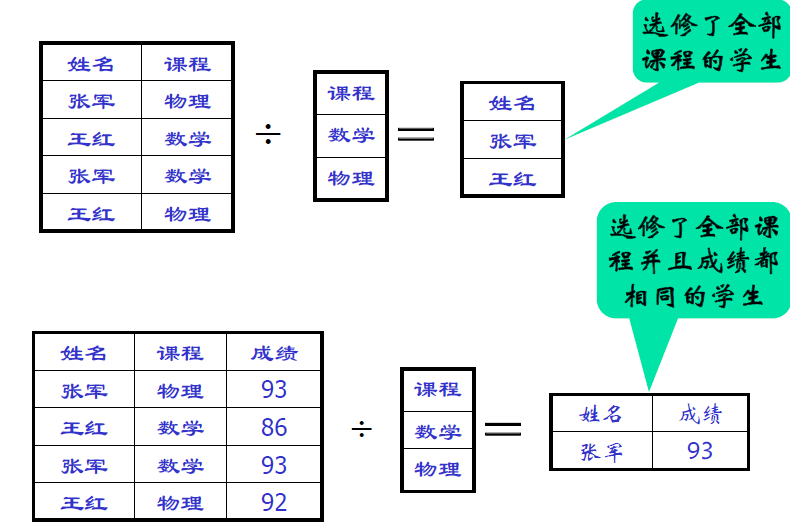 选修了全部
课程的学生
姓名 课程
张军 物理
王红 数学
张军 数学
王红 物理
÷
课程
数学
物理
=
姓名
张军
王红
选修了全部课
程并且成绩都
相同的学生
姓名 课程 成绩
张军 物理 93
王红 数学 86
张军 数学 93
王红 物理 92
÷
课程
数学
物理
=
姓名 成绩
张军 93